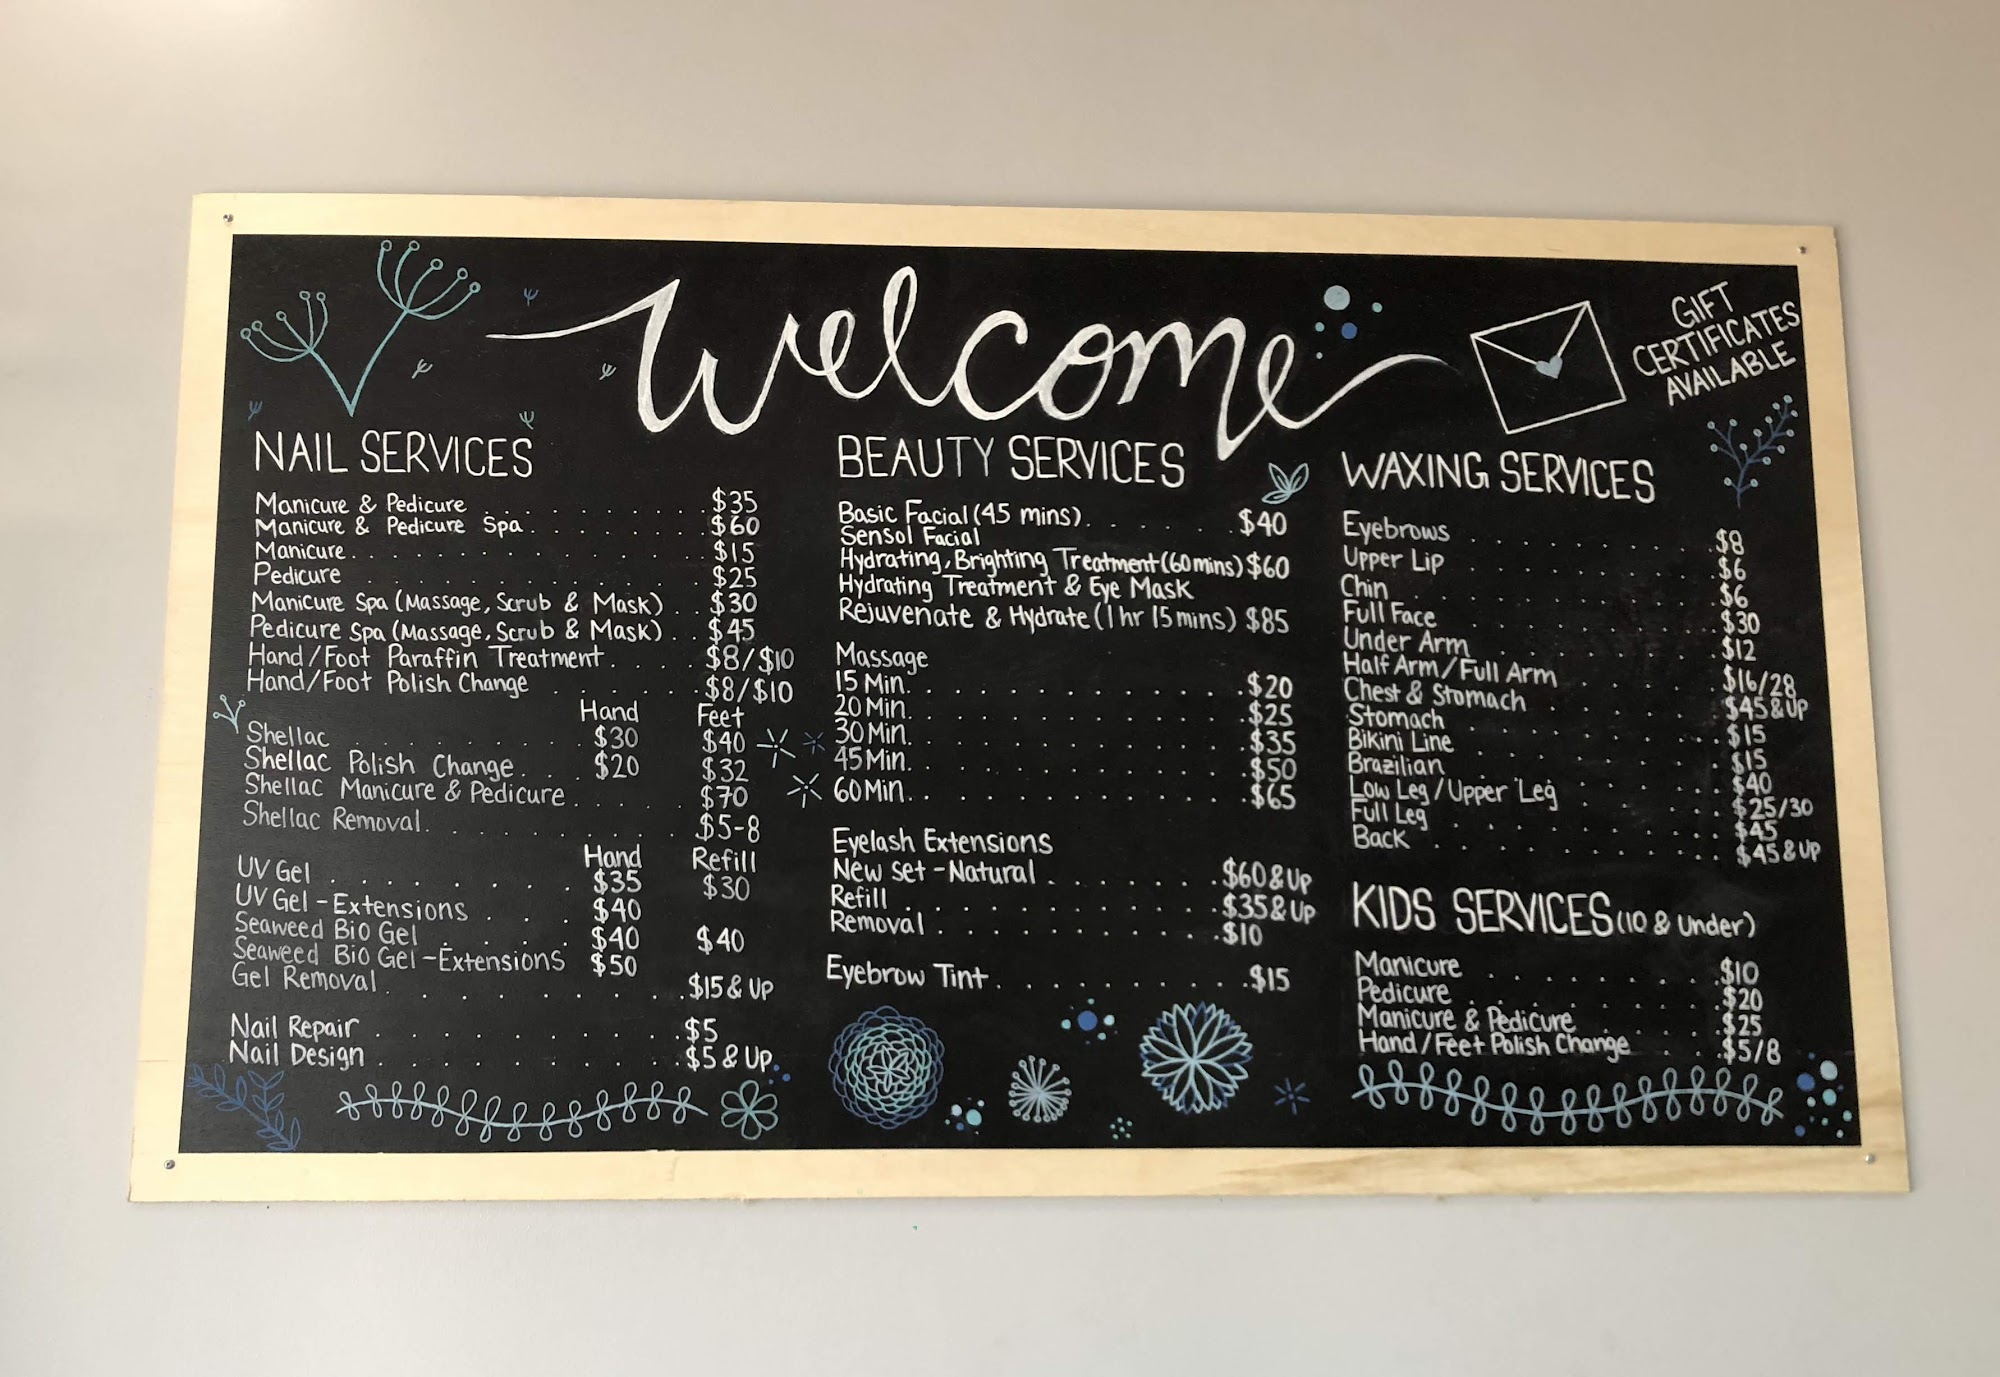 Welcome
GIFT
CERTIFICATES
AVAILABLE
NAIL SERVICES
Manicure & Pedicure . . . . . . . . . . $35
Manicure & Pedicure Spa . . . . . . . . $60
Manicure . . . . . . . . . . . . . . . $15
Pedicure . . . . . . . . . . . . . . . $25
Manicure Spa (Massage, Scrub & Mask) . . $30
Pedicure Spa (Massage, Scrub & Mask) . . $45
Hand/Foot Paraffin Treatment . . . . $8/$10
Hand/Foot Polish Change . . . . . . . $8/$10
Hand Feet
Shellac . . . . . . . . . $30 $40
Shellac Polish Change . . . $20 $32
Shellac Manicure & Pedicure . . . . . $70
Shellac Removal . . . . . . . . . . . $5-8
Hand Refill
UV Gel . . . . . . . . . $35 $30
UV Gel - Extensions . . . $40
Seaweed Bio Gel . . . . . $40 $40
Seaweed Bio Gel - Extensions $50
Gel Removal . . . . . . . . . . . $15 & Up
Nail Repair . . . . . . . . . . . $5
Nail Design . . . . . . . . . . . $5 & Up
BEAUTY SERVICES
Basic Facial (45 mins) . . . . . . $40
Sensol Facial
Hydrating, Brighting Treatment (60mins) $60
Hydrating Treatment & Eye Mask
Rejuvenate & Hydrate (1 hr 15 mins) $85
Massage
15 Min. . . . . . . . . . . . . . $20
20 Min. . . . . . . . . . . . . . $25
30 Min. . . . . . . . . . . . . . $35
45 Min. . . . . . . . . . . . . . $50
60 Min. . . . . . . . . . . . . . $65
Eyelash Extensions
New Set - Natural . . . . . . . $60 & Up
Refill . . . . . . . . . . . . . $35 & Up
Removal . . . . . . . . . . . . $10
Eyebrow Tint . . . . . . . . . . $15
WAXING SERVICES
Eyebrows . . . . . . . . . . $8
Upper Lip . . . . . . . . . . $6
Chin . . . . . . . . . . . . $6
Full Face . . . . . . . . . . $30
Under Arm . . . . . . . . . . $12
Half Arm/Full Arm . . . . . . $16/28
Chest & Stomach . . . . . . . $45 & Up
Stomach . . . . . . . . . . . $15
Bikini Line . . . . . . . . . $15
Brazilian . . . . . . . . . . $40
Low Leg/Upper Leg . . . . . . $25/30
Full Leg . . . . . . . . . . $45
Back . . . . . . . . . . . . $45 & Up
KIDS SERVICES (10 & Under)
Manicure . . . . . . . . . . $10
Pedicure . . . . . . . . . . $20
Manicure & Pedicure . . . . . $25
Hand/Feet Polish Change . . . $5/8